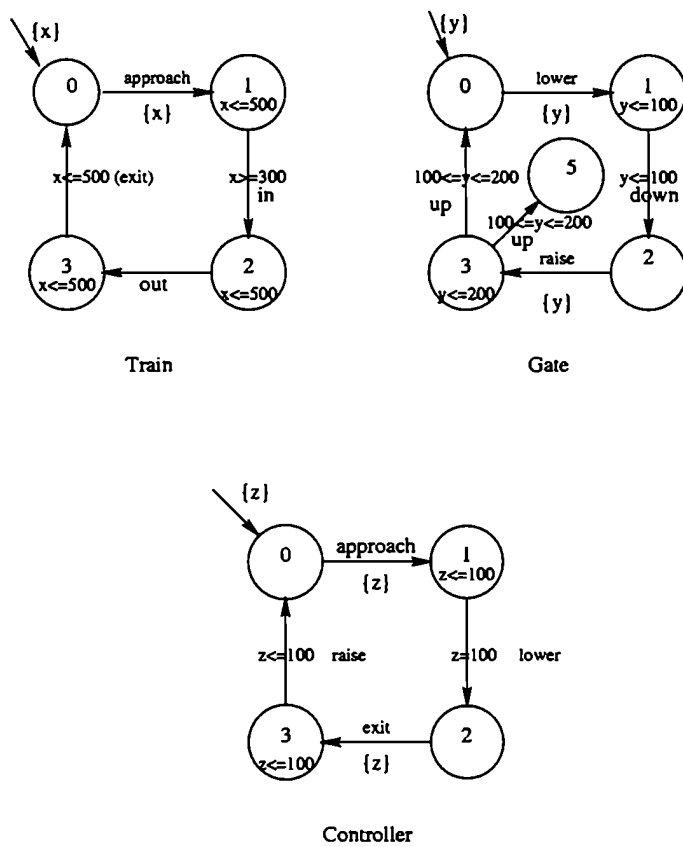 {x}
0
approach
{x}
1
x<=500
x<=500 (exit)
x>=300
in
3
x<=500
out
2
x<=500
Train
{y}
0
lower
{y}
1
y<=100
100<=y<=200
up
5
100<=y<=200
up
y<=100
down
3
y<=200
raise
{y}
2
Gate
{z}
0
approach
{z}
1
z<=100
z<=100 raise
z=100 lower
3
z<=100
exit
{z}
2
Controller